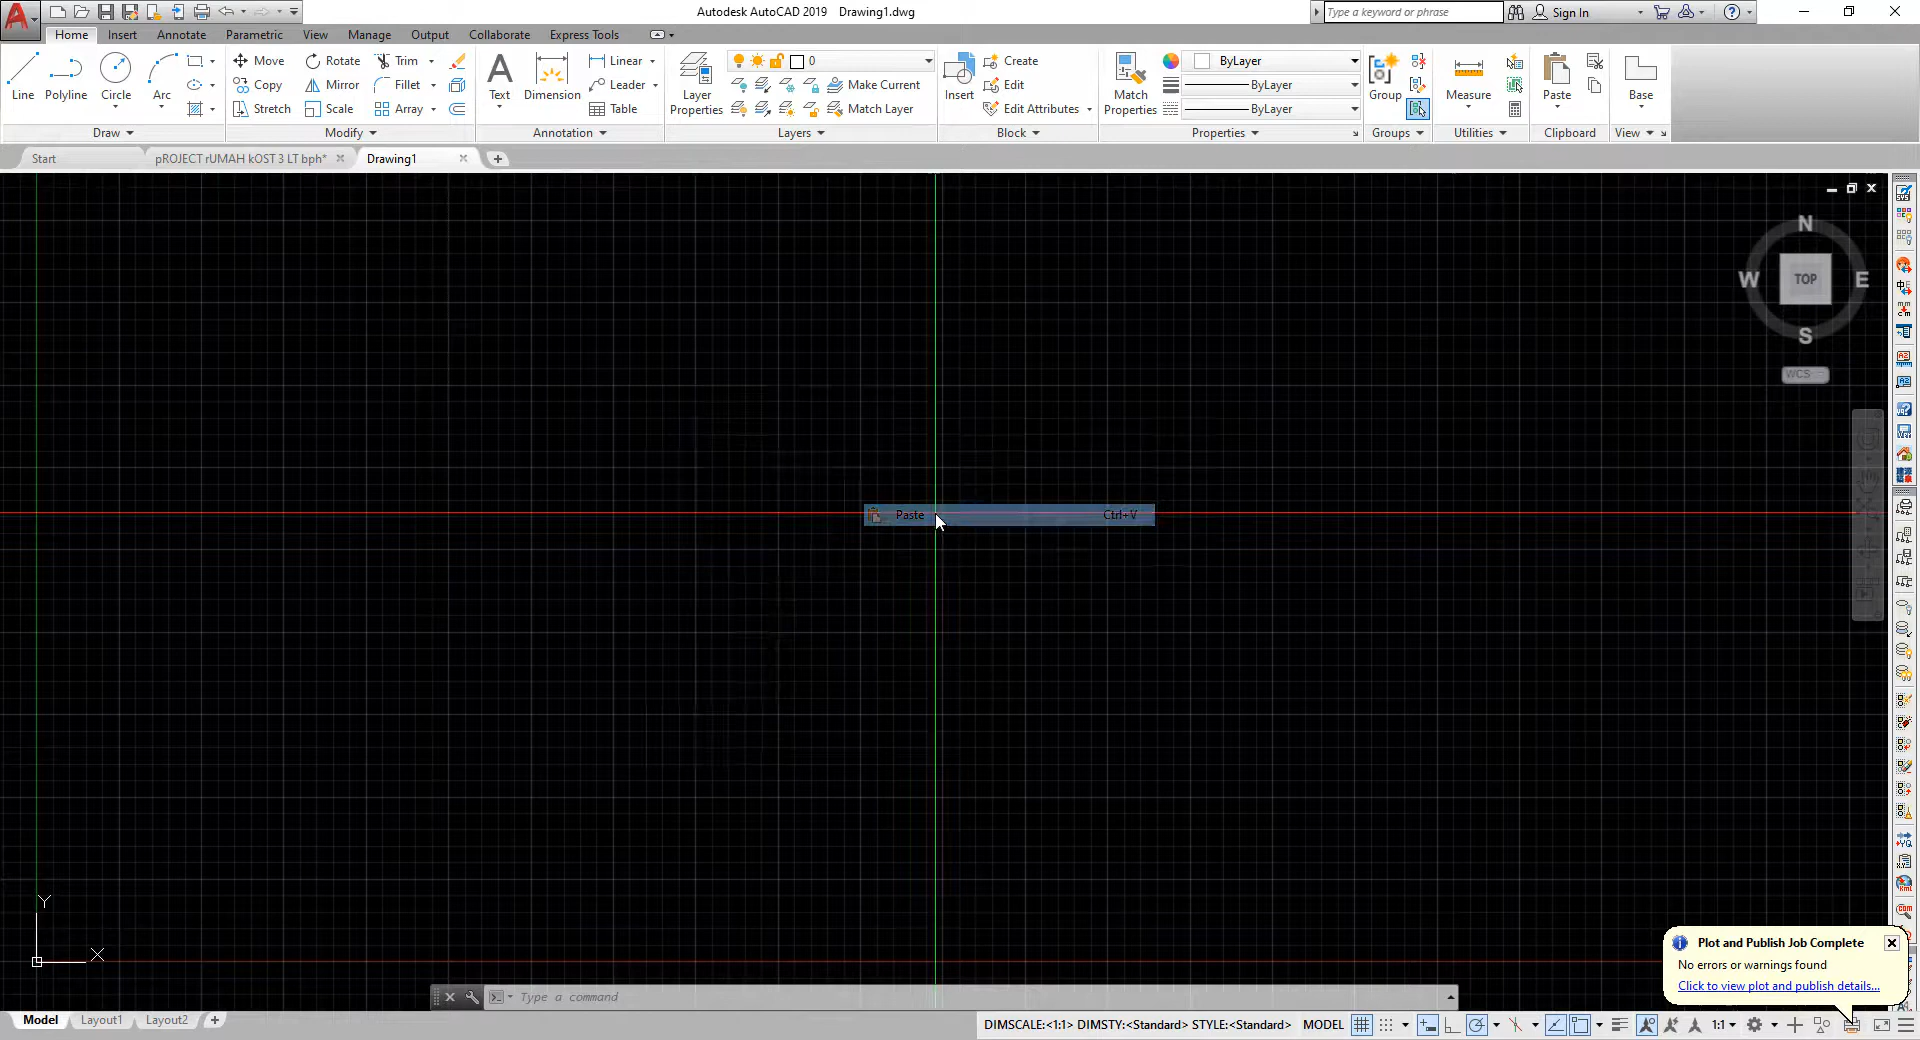 Autodesk AutoCAD 2019 Drawing1.dwg
Type a keyword or phrase
Sign In
Home Insert Annotate Parametric View Manage Output Collaborate Express Tools
Line Polyline Circle Arc
Move Rotate Trim
Copy Mirror Fillet
Stretch Scale Array
Text Dimension
Linear
Leader
Table
Layer Properties
0
Make Current
Match Layer
Insert
Create
Edit
Edit Attributes
Match Properties
ByLayer
ByLayer
ByLayer
Group
Measure
Paste
Base
Draw Modify Annotation Layers Block Properties Groups Utilities Clipboard View
Start pROJECT rUMAH kOST 3 LT bph* Drawing1
N
W TOP E
S
WCS
Paste Ctrl+V
Y
X
Plot and Publish Job Complete
No errors or warnings found
Click to view plot and publish details...
Type a command
Model Layout1 Layout2
DIMSCALE:<1:1> DIMSTY:<Standard> STYLE:<Standard> MODEL 1:1